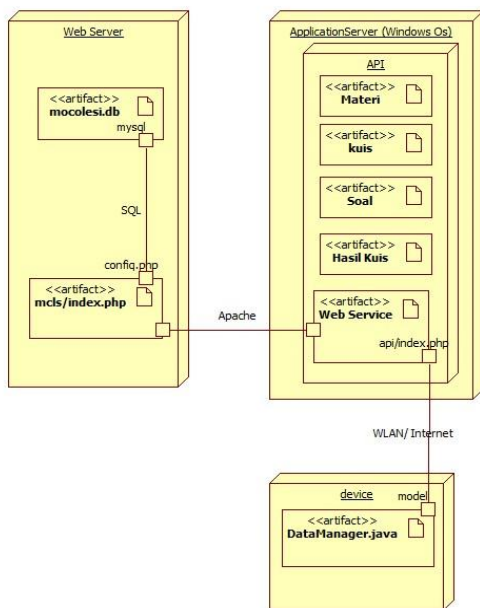 Web Server
<<artifact>>
mocolesi.db
mysql
SQL
config.php
<<artifact>>
mcls/index.php
Apache
ApplicationServer (Windows Os)
API
<<artifact>>
Materi
<<artifact>>
kuis
<<artifact>>
Soal
<<artifact>>
Hasil Kuis
<<artifact>>
Web Service
api/index.php
WLAN/ Internet
device
model
<<artifact>>
DataManager.java